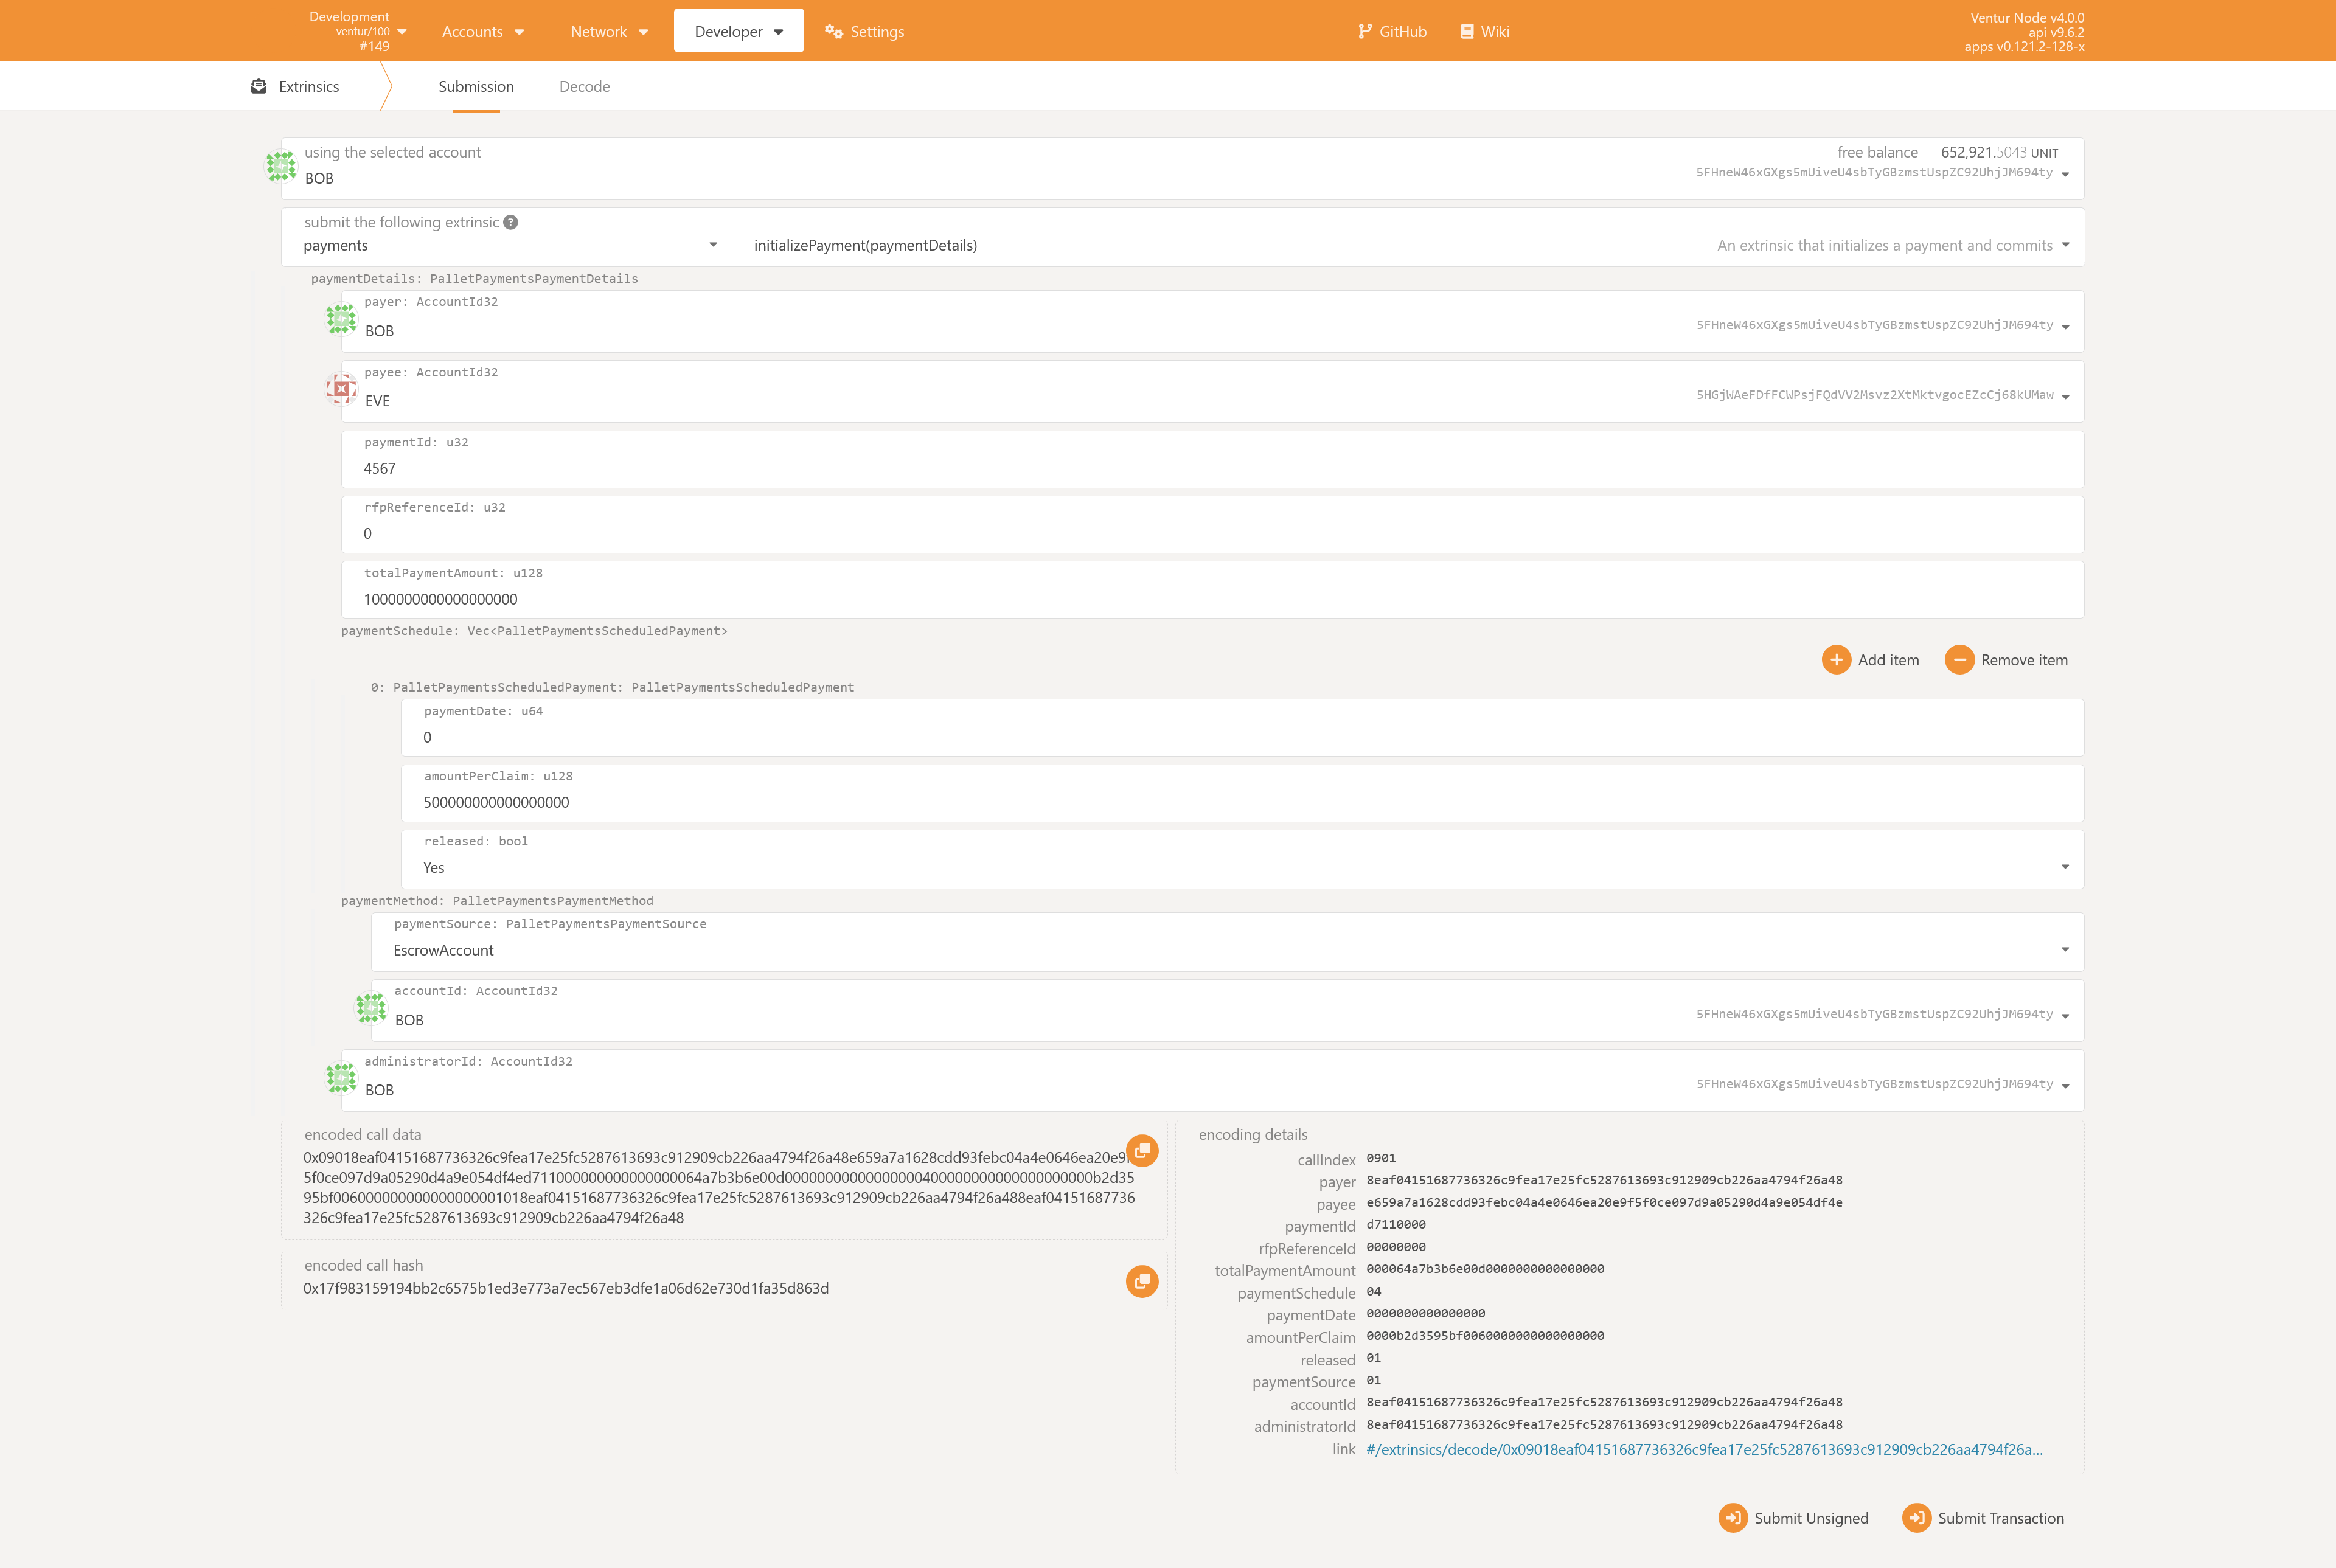 Development
ventur/100
#149
Accounts
Network
Developer
Settings
GitHub
Wiki
Ventur Node v4.0.0
api v9.6.2
apps v0.121.2-128-x
Extrinsics
Submission
Decode
using the selected account
BOB
free balance 652,921.5043 UNIT
5FHneW46xGXgs5mUiveU4sbTyGBzmstUspZC92UhjJM694ty
submit the following extrinsic ?
payments
initializePayment(paymentDetails)
An extrinsic that initializes a payment and commits
paymentDetails: PalletPaymentsPaymentDetails
payer: AccountId32
BOB
5FHneW46xGXgs5mUiveU4sbTyGBzmstUspZC92UhjJM694ty
payee: AccountId32
EVE
5HGjWAeFDfFCWPsjFQdVV2Msvz2XtMktvgocEZcCj68kUMaw
paymentId: u32
4567
rfpReferenceId: u32
0
totalPaymentAmount: u128
1000000000000000000
paymentSchedule: Vec<PalletPaymentsScheduledPayment>
Add item
Remove item
0: PalletPaymentsScheduledPayment: PalletPaymentsScheduledPayment
paymentDate: u64
0
amountPerClaim: u128
500000000000000000
released: bool
Yes
paymentMethod: PalletPaymentsPaymentMethod
paymentSource: PalletPaymentsPaymentSource
EscrowAccount
accountId: AccountId32
BOB
5FHneW46xGXgs5mUiveU4sbTyGBzmstUspZC92UhjJM694ty
administratorId: AccountId32
BOB
5FHneW46xGXgs5mUiveU4sbTyGBzmstUspZC92UhjJM694ty
encoded call data
0x09018eaf04151687736326c9fea17e25fc5287613693c912909cb226aa4794f26a48e659a7a1628cdd93febc04a4e0646ea20e9f
5f0ce097d9a05290d4a9e054df4ed711000000000000000064a7b3b6e00d000000000000000004000000000000000000000b2d35
95bf006000000000000000001018eaf04151687736326c9fea17e25fc5287613693c912909cb226aa4794f26a488eaf04151687736
326c9fea17e25fc5287613693c912909cb226aa4794f26a48
encoded call hash
0x17f983159194bb2c6575b1ed3e773a7ec567eb3dfe1a06d62e730d1fa35d863d
encoding details
callIndex 0901
payer 8eaf04151687736326c9fea17e25fc5287613693c912909cb226aa4794f26a48
payee e659a7a1628cdd93febc04a4e0646ea20e9f5f0ce097d9a05290d4a9e054df4e
paymentId d7110000
rfpReferenceId 00000000
totalPaymentAmount 000064a7b3b6e00d0000000000000000
paymentSchedule 04
paymentDate 0000000000000000
amountPerClaim 0000b2d3595bf0060000000000000000
released 01
paymentSource 01
accountId 8eaf04151687736326c9fea17e25fc5287613693c912909cb226aa4794f26a48
administratorId 8eaf04151687736326c9fea17e25fc5287613693c912909cb226aa4794f26a48
link #/extrinsics/decode/0x09018eaf04151687736326c9fea17e25fc5287613693c912909cb226aa4794f26a...
Submit Unsigned
Submit Transaction